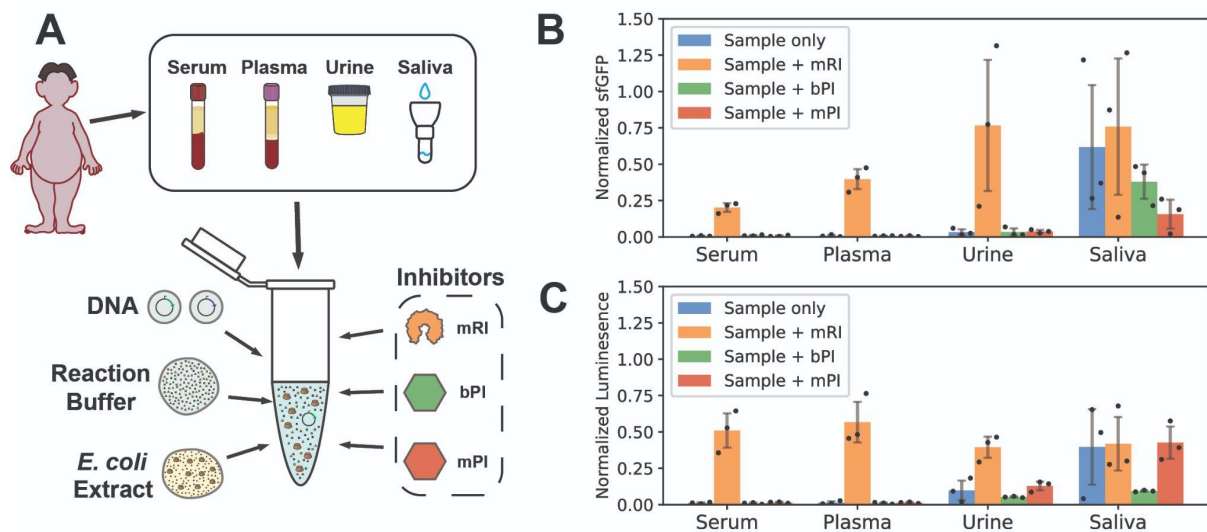 A
Serum Plasma Urine Saliva
DNA
Reaction
Buffer
E. coli
Extract
Inhibitors
mRI
bPI
mPI
B
Normalized sfGFP
1.50
1.25
1.00
0.75
0.50
0.25
0.00
Sample only
Sample + mRI
Sample + bPI
Sample + mPI
Serum Plasma Urine Saliva
C
Normalized Luminesence
1.50
1.25
1.00
0.75
0.50
0.25
0.00
Sample only
Sample + mRI
Sample + bPI
Sample + mPI
Serum Plasma Urine Saliva